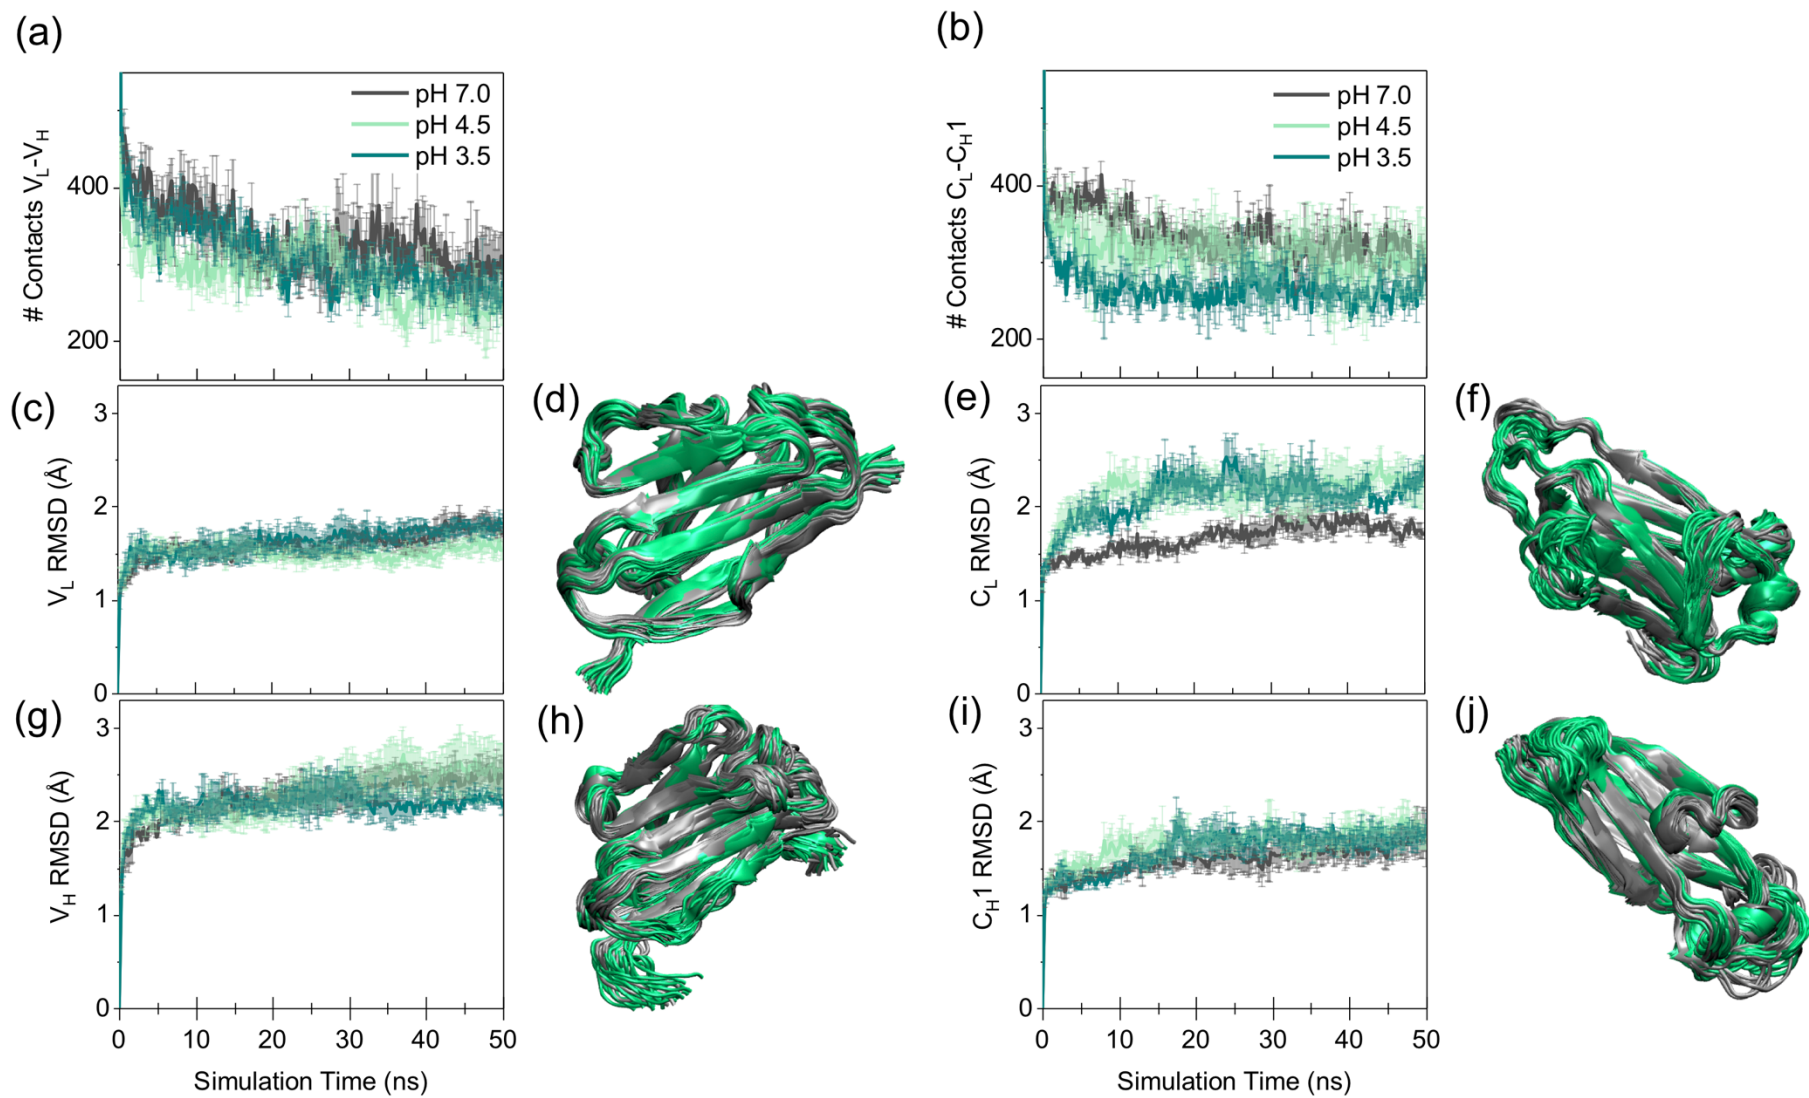 (a)
# Contacts V_L-V_H
400
200
pH 7.0
pH 4.5
pH 3.5
(b)
# Contacts C_L-C_H1
400
200
pH 7.0
pH 4.5
pH 3.5
(c)
V_L RMSD (Å)
3
2
1
0
(d)
(e)
C_L RMSD (Å)
3
2
1
0
(f)
(g)
V_H RMSD (Å)
3
2
1
0
0 10 20 30 40 50
Simulation Time (ns)
(h)
(i)
C_H1 RMSD (Å)
3
2
1
0
0 10 20 30 40 50
Simulation Time (ns)
(j)